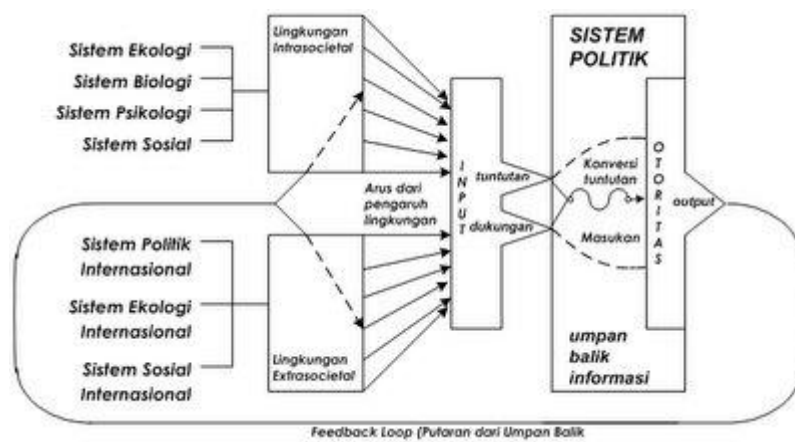 Lingkungan
Intrasocietal
SISTEM
POLITIK
Sistem Ekologi
Sistem Biologi
Sistem Psikologi
Sistem Sosial
INPUT
tuntutan
dukungan
Konversi
tuntutan
Masukan
OTORITAS
output
Arus dari
pengaruh
lingkungan
Sistem Politik
Internasional
Sistem Ekologi
Internasional
Sistem Sosial
Internasional
Lingkungan
Extrasocietal
umpan
balik
informasi
Feedback Loop (Putaran dari Umpan Balik